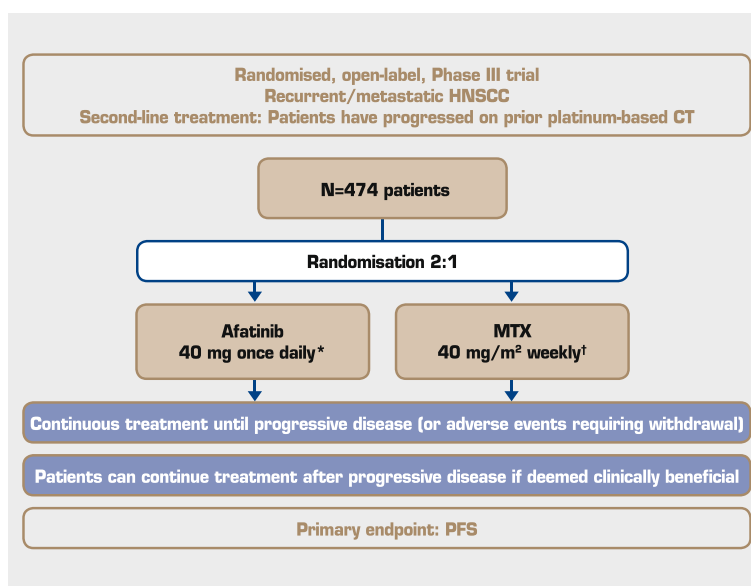 Randomised, open-label, Phase III trial
Recurrent/metastatic HNSCC
Second-line treatment: Patients have progressed on prior platinum-based CT
N=474 patients
Randomisation 2:1
Afatinib
40 mg once daily*
MTX
40 mg/m² weekly†
Continuous treatment until progressive disease (or adverse events requiring withdrawal)
Patients can continue treatment after progressive disease if deemed clinically beneficial
Primary endpoint: PFS